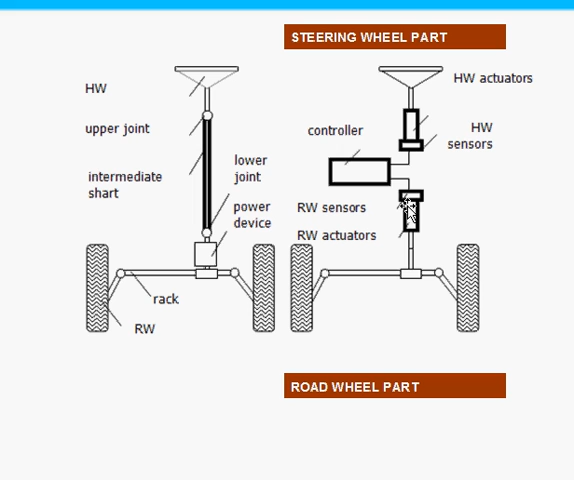 STEERING WHEEL PART
HW
HW actuators
upper joint
controller
HW
sensors
intermediate
shart
lower
joint
RW sensors
power
device
RW actuators
rack
RW
ROAD WHEEL PART